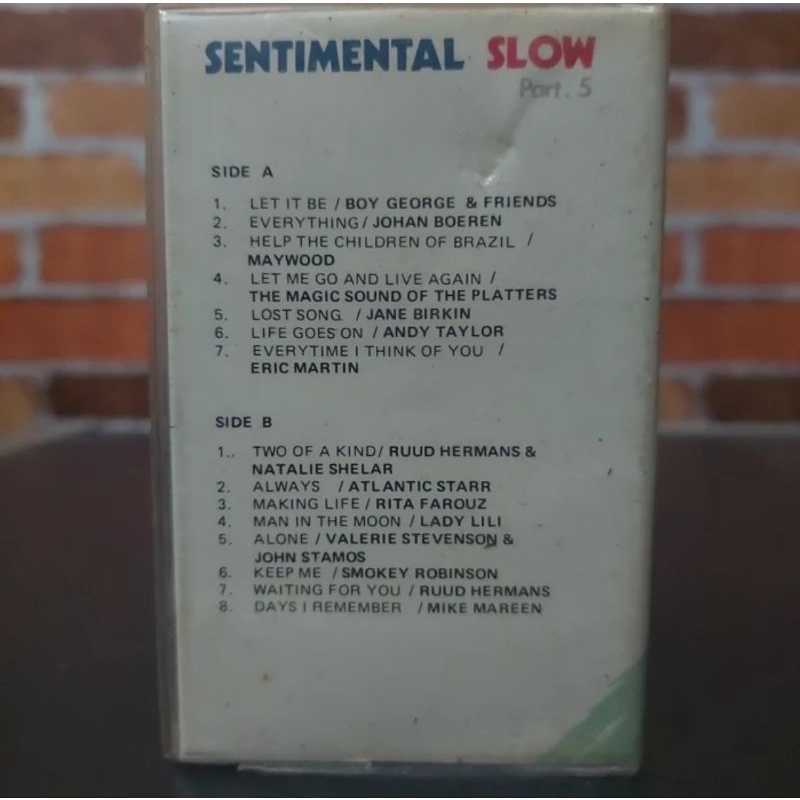 SENTIMENTAL SLOW
Part. 5
SIDE A
1. LET IT BE / BOY GEORGE & FRIENDS
2. EVERYTHING / JOHAN BOEREN
3. HELP THE CHILDREN OF BRAZIL /
MAYWOOD
4. LET ME GO AND LIVE AGAIN /
THE MAGIC SOUND OF THE PLATTERS
5. LOST SONG. / JANE BIRKIN
6. LIFE GOES ON / ANDY TAYLOR
7. EVERYTIME I THINK OF YOU /
ERIC MARTIN
SIDE B
1.. TWO OF A KIND/ RUUD HERMANS &
NATALIE SHELAR
2. ALWAYS / ATLANTIC STARR
3. MAKING LIFE / RITA FAROUZ
4. MAN IN THE MOON / LADY LILI
5. ALONE / VALERIE STEVENSON &
JOHN STAMOS
6. KEEP ME / SMOKEY ROBINSON
7. WAITING FOR YOU / RUUD HERMANS
8. DAYS I REMEMBER / MIKE MAREEN